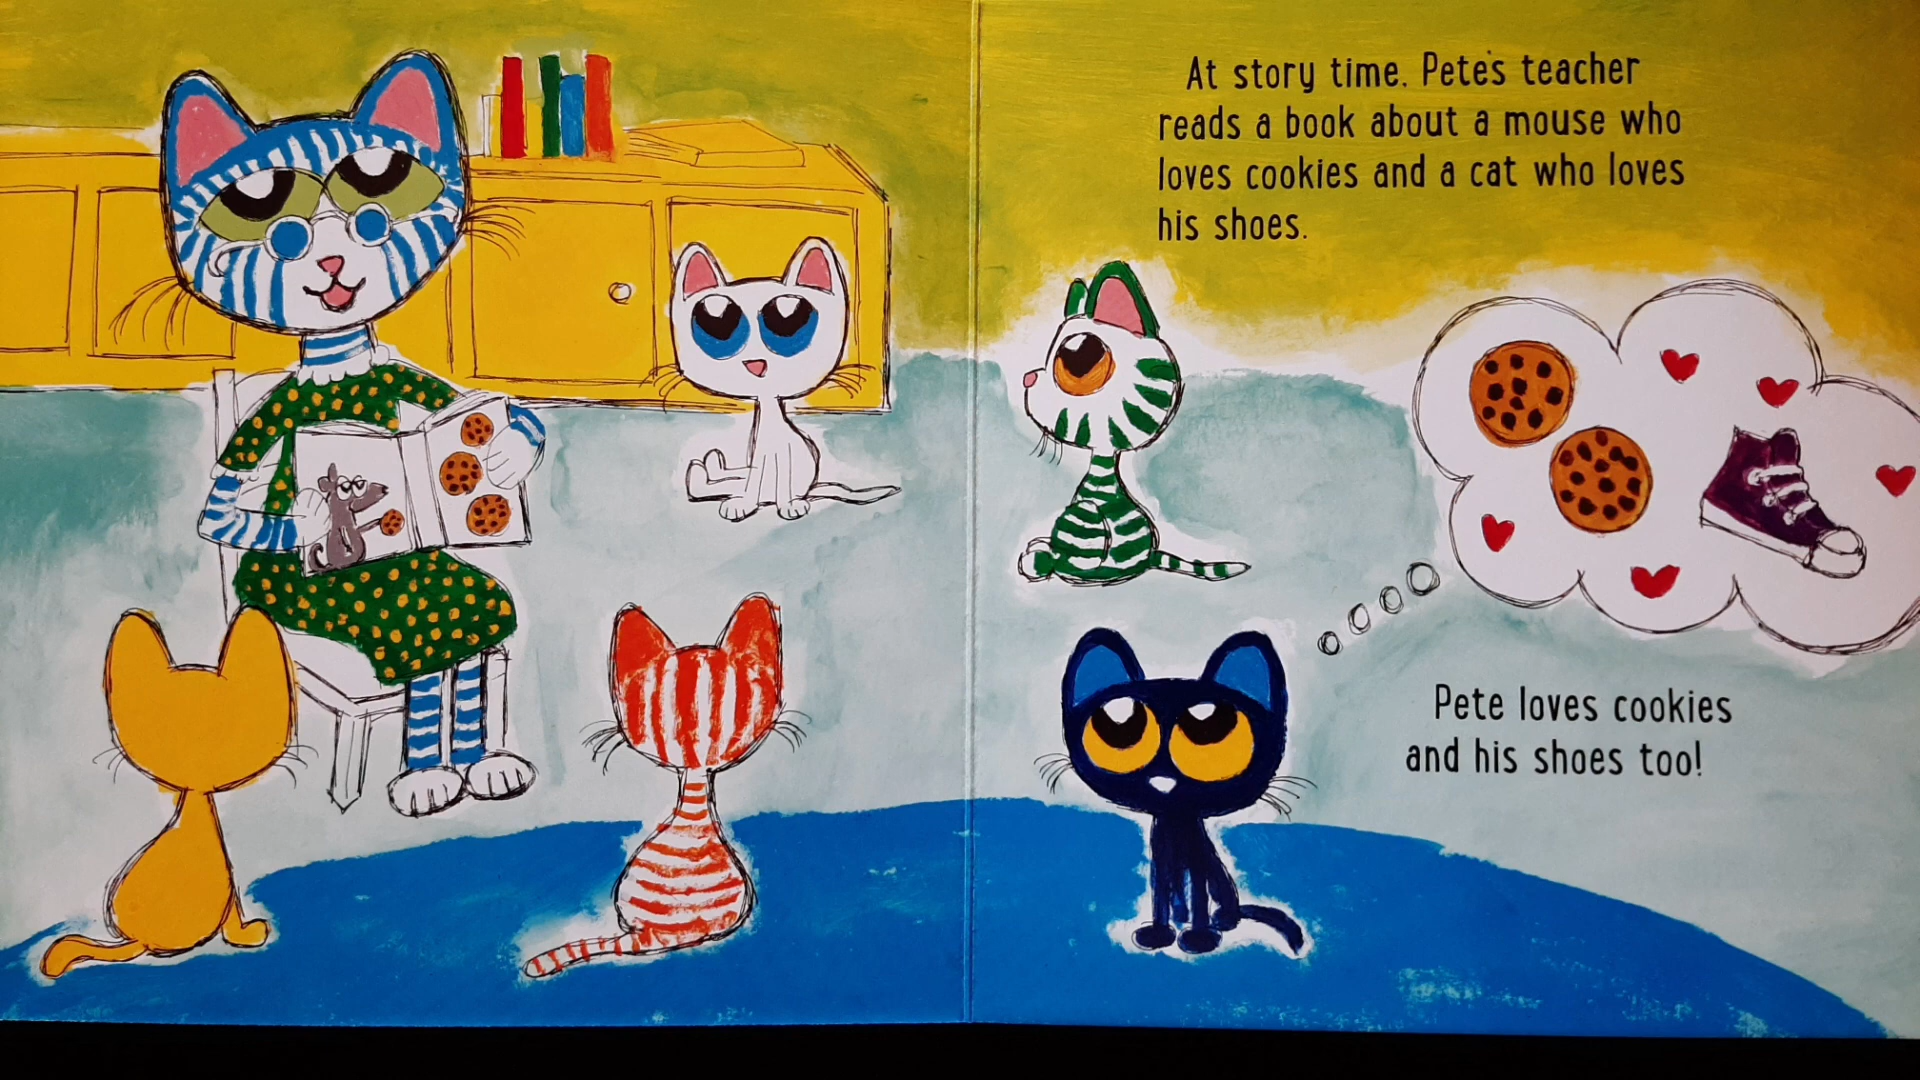 At story time, Pete's teacher
reads a book about a mouse who
loves cookies and a cat who loves
his shoes.
Pete loves cookies
and his shoes too!